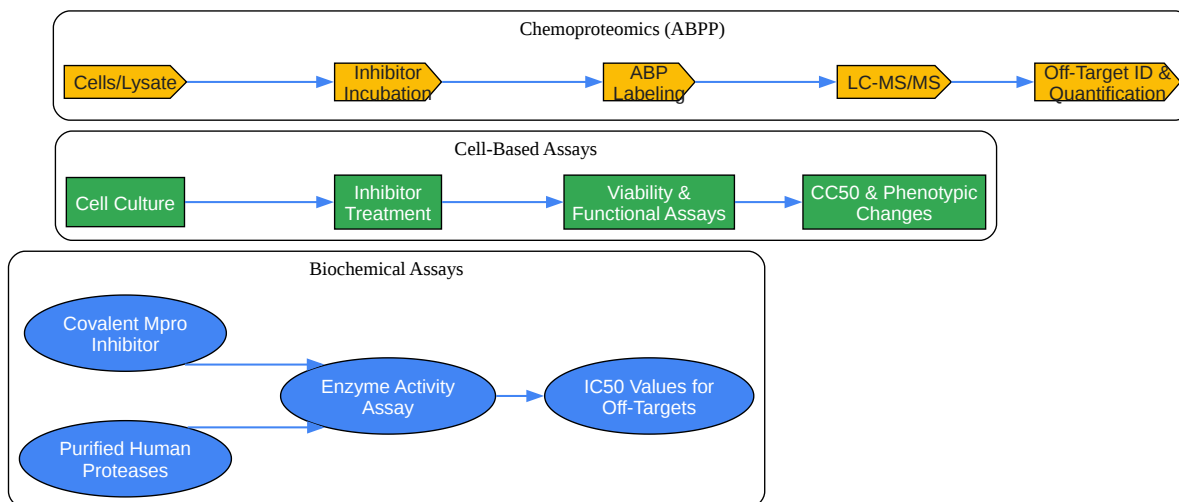 Chemoproteomics (ABPP)
Cells/Lysate
Inhibitor
Incubation
ABP
Labeling
LC-MS/MS
Off-Target ID &
Quantification
Cell-Based Assays
Cell Culture
Inhibitor
Treatment
Viability &
Functional Assays
CC50 & Phenotypic
Changes
Biochemical Assays
Covalent Mpro
Inhibitor
Purified Human
Proteases
Enzyme Activity
Assay
IC50 Values for
Off-Targets